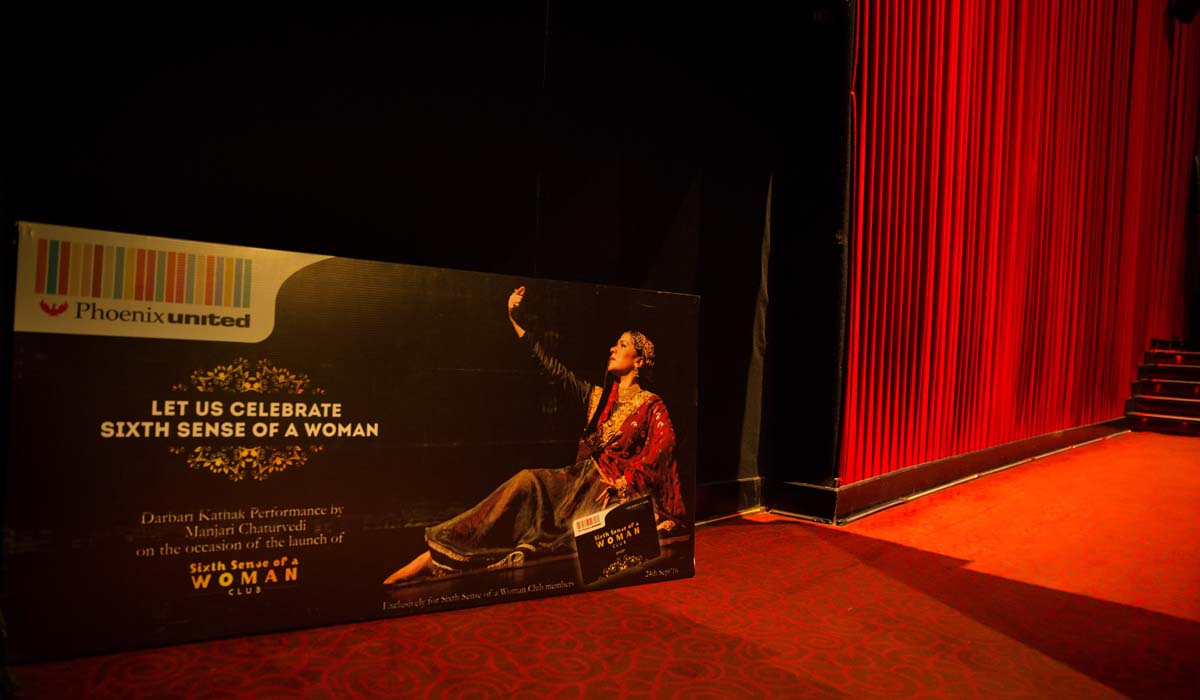 Phoenix united
LET US CELEBRATE
SIXTH SENSE OF A WOMAN
Darbari Kathak Performance by
Manjari Chaturvedi
on the occasion of the launch of
Sixth Sense of a
WOMAN
CLUB
Sixth Sense of a
WOMAN
CLUB
Exclusively for Sixth Sense of a Woman Club members
24th Sept'16